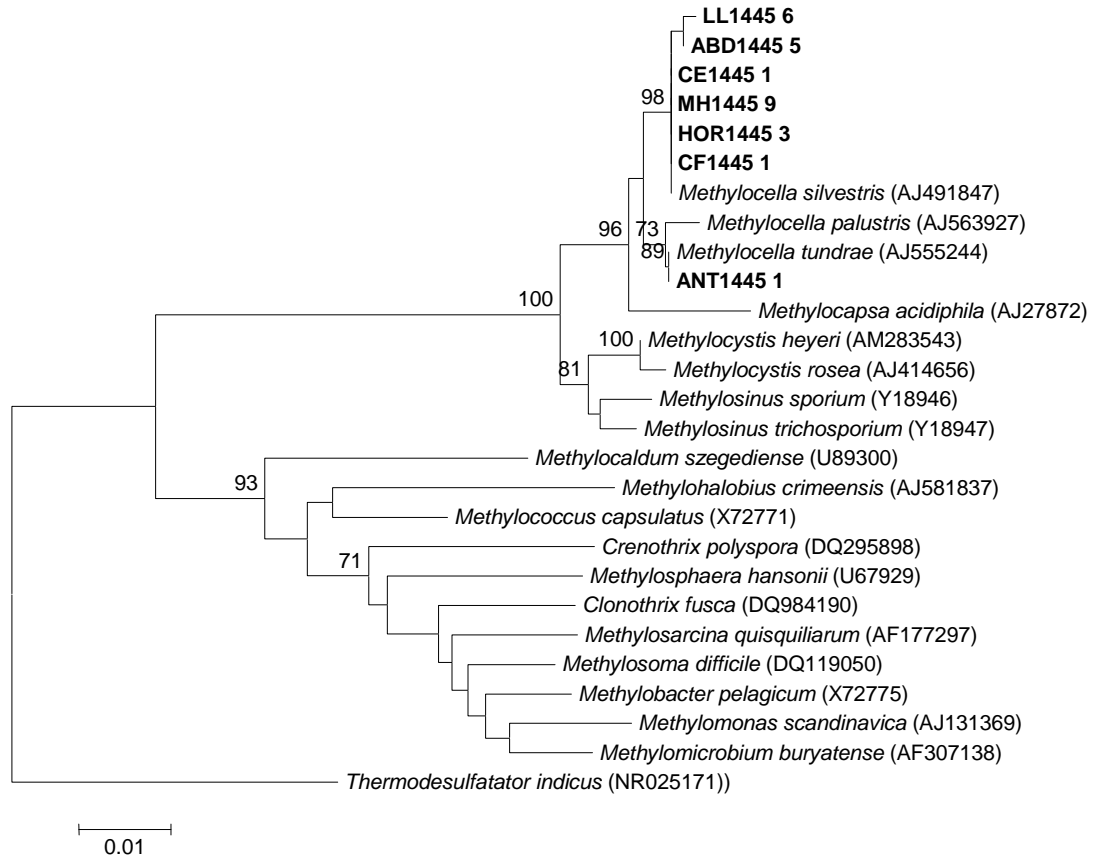 LL1445 6
ABD1445 5
CE1445 1
98
MH1445 9
HOR1445 3
CF1445 1
Methylocella silvestris (AJ491847)
96
73
Methylocella palustris (AJ563927)
89
Methylocella tundrae (AJ555244)
ANT1445 1
100
Methylocapsa acidiphila (AJ27872)
100
Methylocystis heyeri (AM283543)
81
Methylocystis rosea (AJ414656)
Methylosinus sporium (Y18946)
Methylosinus trichosporium (Y18947)
93
Methylocaldum szegediense (U89300)
Methylohalobius crimeensis (AJ581837)
Methylococcus capsulatus (X72771)
71
Crenothrix polyspora (DQ295898)
Methylosphaera hansonii (U67929)
Clonothrix fusca (DQ984190)
Methylosarcina quisquiliarum (AF177297)
Methylosoma difficile (DQ119050)
Methylobacter pelagicum (X72775)
Methylomonas scandinavica (AJ131369)
Methylomicrobium buryatense (AF307138)
Thermodesulfatator indicus (NR025171))
0.01